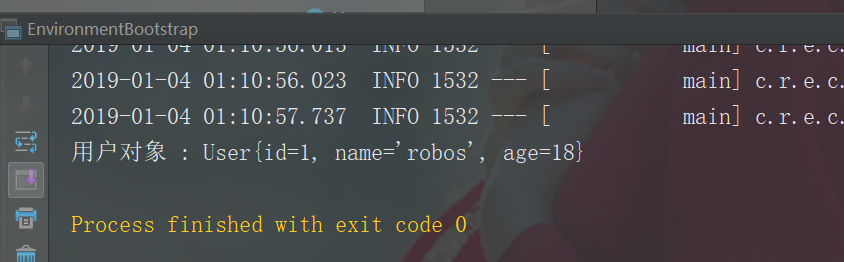 EnvironmentBootstrap
2019-01-04 01:10:56.013  INFO 1532 --- [           main] c.r.e.c.
2019-01-04 01:10:56.023  INFO 1532 --- [           main] c.r.e.c.
2019-01-04 01:10:57.737  INFO 1532 --- [           main] c.r.e.c.
用户对象 : User{id=1, name='robos', age=18}
Process finished with exit code 0